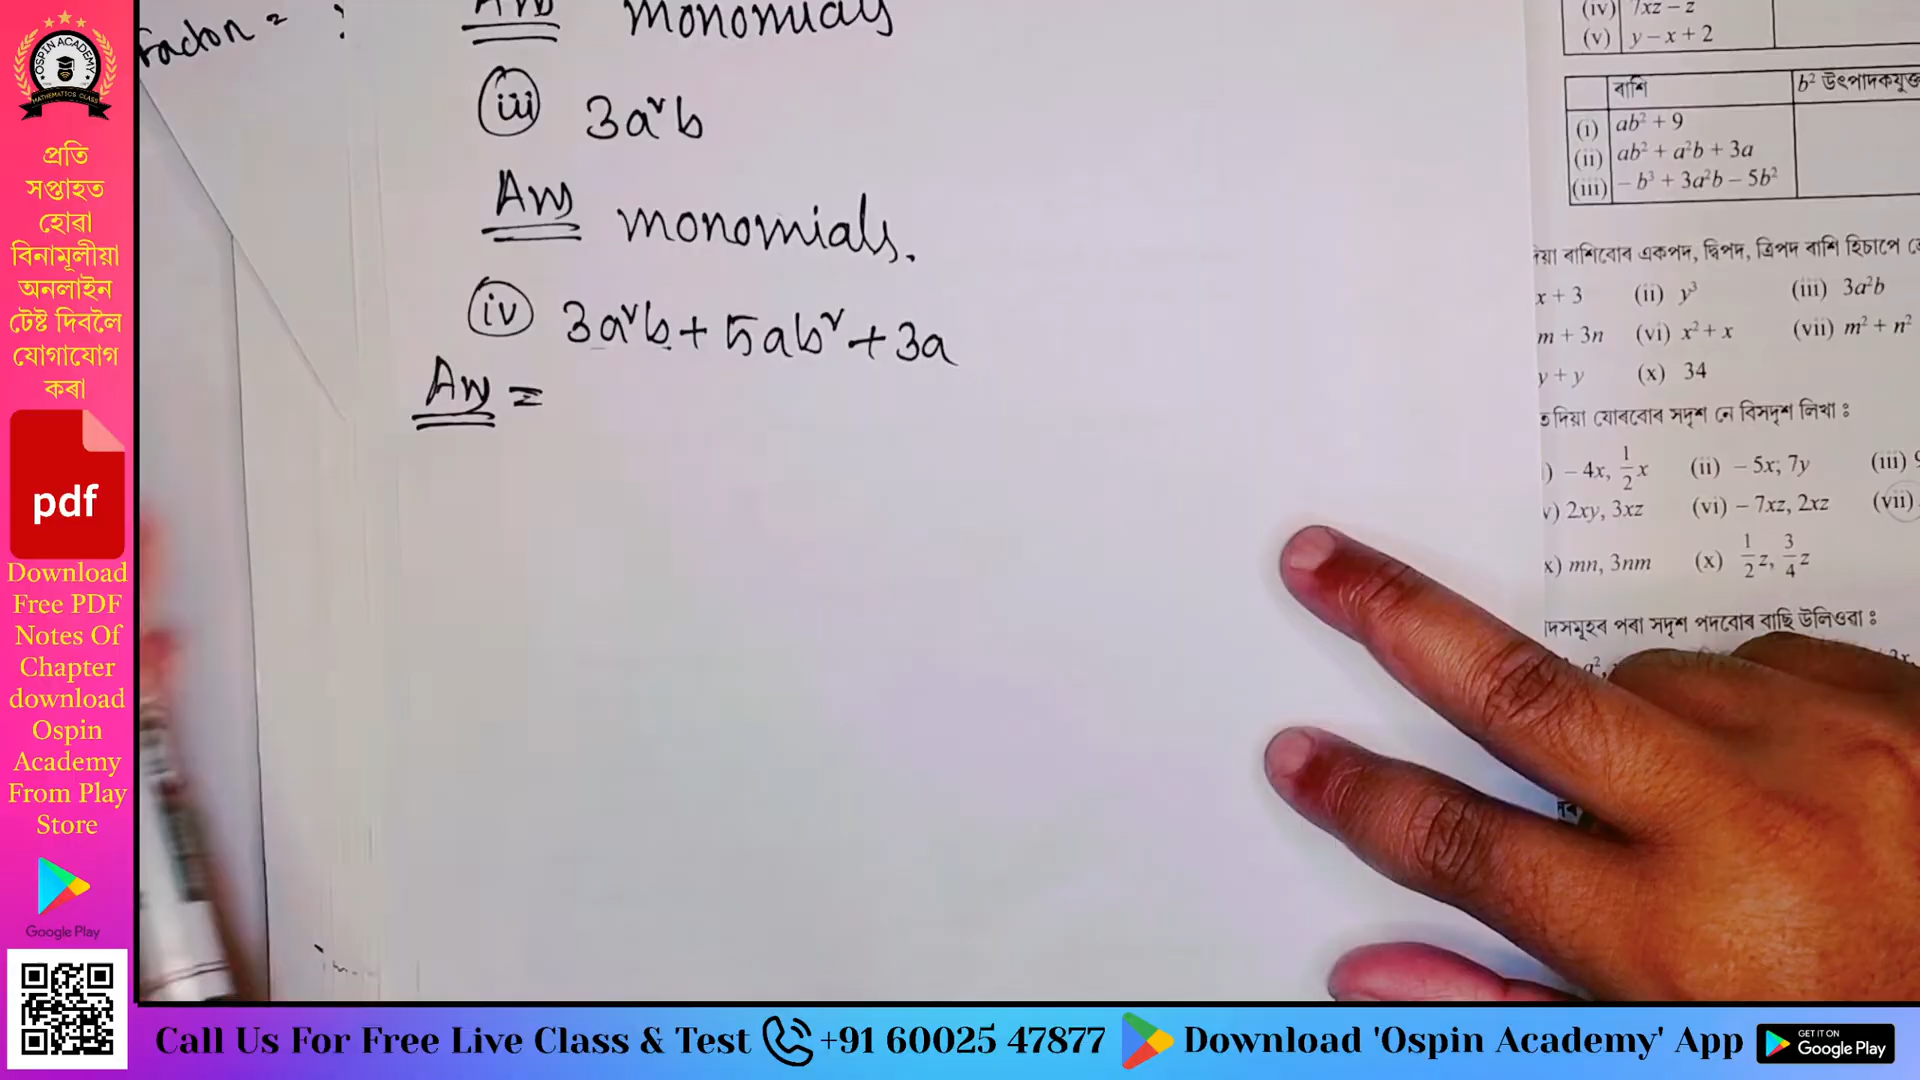 OSPIN ACADEMY
MATHEMATICS CLASS
প্ৰতি
সপ্তাহত
হোৱা
বিনামূলীয়া
অনলাইন
টেষ্ট দিবলৈ
যোগাযোগ
কৰা
pdf
Download
Free PDF
Notes Of
Chapter
download
Ospin
Academy
From Play
Store
Google Play
Factor = ?
Ans monomials
(iii) 3a²b
Ans monomials.
(iv) 3a²b + 5ab² + 3a
Ans =
(iv) 7xz – z
(v) y – x + 2
ৰাশি b² উৎপাদকযুক্ত
(i) ab² + 9
(ii) ab² + a²b + 3a
(iii) – b³ + 3a²b – 5b²
ৰাশিবোৰ একপদ, দ্বিপদ, ত্ৰিপদ ৰাশি হিচাপে
x + 3 (ii) y³ (iii) 3a²b
m + 3n (vi) x² + x (vii) m² + n²
y + y (x) 34
দিয়া যোৰবোৰ সদৃশ নে বিসদৃশ লিখা :
– 4x, 1/2 x (ii) – 5x, 7y (iii)
2xy, 3xz (vi) – 7xz, 2xz (vii)
mn, 3nm (x) 1/2 z, 3/4 z
পৰা সদৃশ পদবোৰ বাছি উলিওৱা :
Call Us For Free Live Class & Test +91 60025 47877 Download 'Ospin Academy' App GET IT ON Google Play